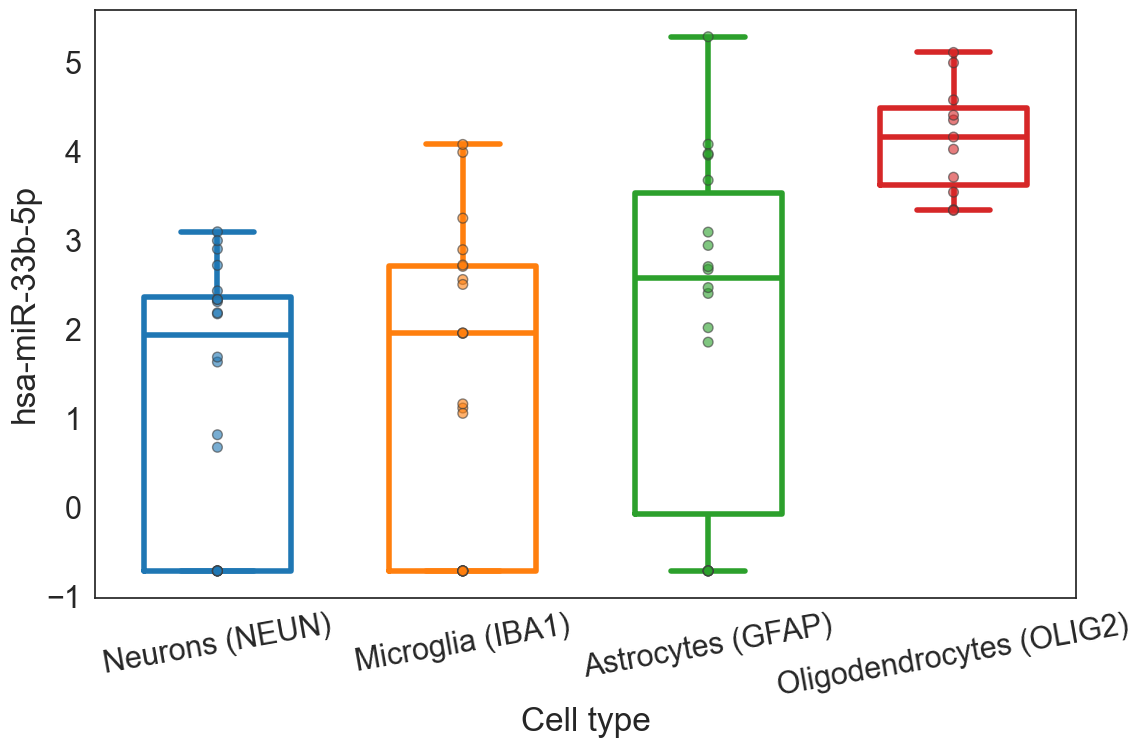 hsa-miR-33b-5p
5
4
3
2
1
0
−1
Neurons (NEUN)
Microglia (IBA1)
Astrocytes (GFAP)
Oligodendrocytes (OLIG2)
Cell type